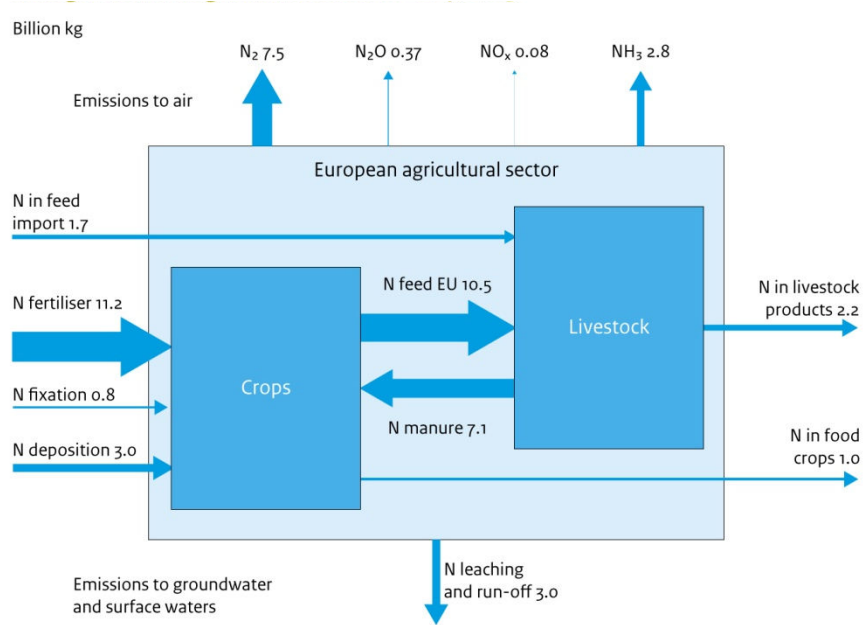 Billion kg
N₂ 7.5
N₂O 0.37
NOₓ 0.08
NH₃ 2.8
Emissions to air
European agricultural sector
N in feed
import 1.7
N fertiliser 11.2
N feed EU 10.5
N in livestock
products 2.2
Livestock
Crops
N fixation 0.8
N manure 7.1
N deposition 3.0
N in food
crops 1.0
N leaching
and run-off 3.0
Emissions to groundwater
and surface waters